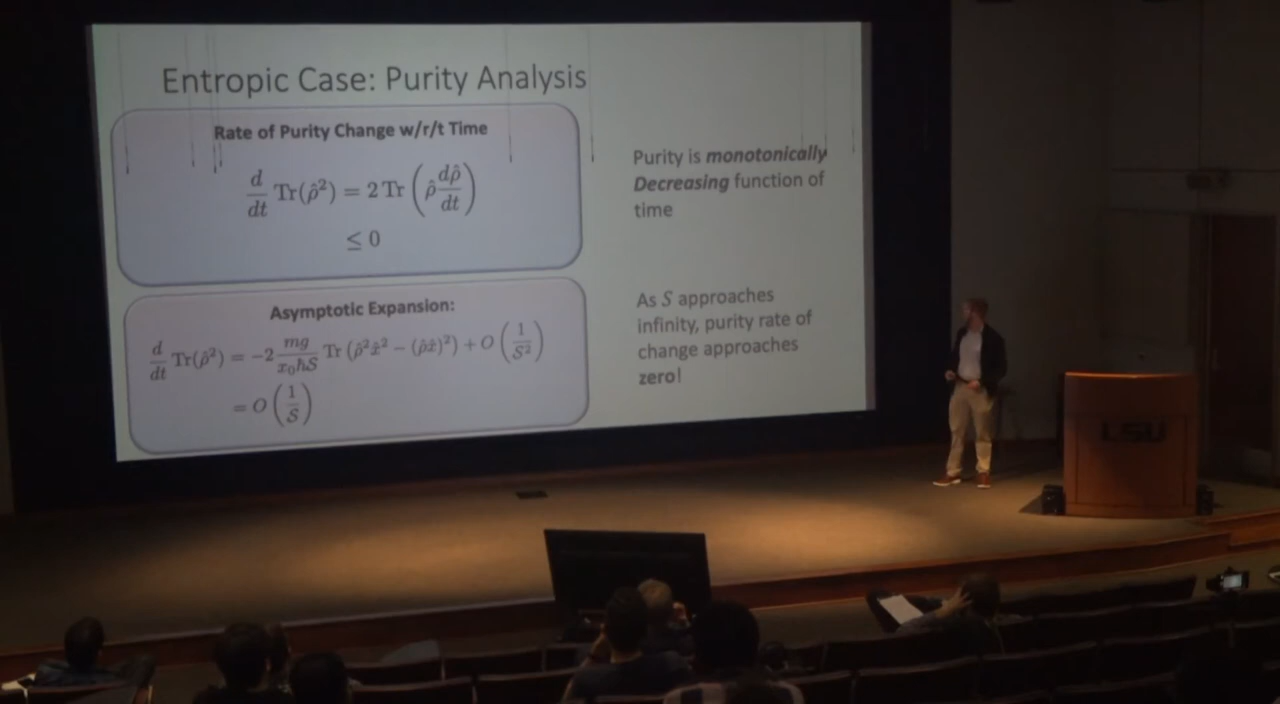 Entropic Case: Purity Analysis
Rate of Purity Change w/r/t Time
d/dt Tr(ρ̂²) = 2 Tr (ρ̂ dρ̂/dt)
≤ 0
Asymptotic Expansion:
d/dt Tr(ρ̂²) = −2 mg/x₀ħS Tr (ρ̂²x̂² − (ρ̂x̂)²) + O (1/S²)
= O (1/S)
Purity is monotonically
Decreasing function of
time
As S approaches
infinity, purity rate of
change approaches
zero!
LSU